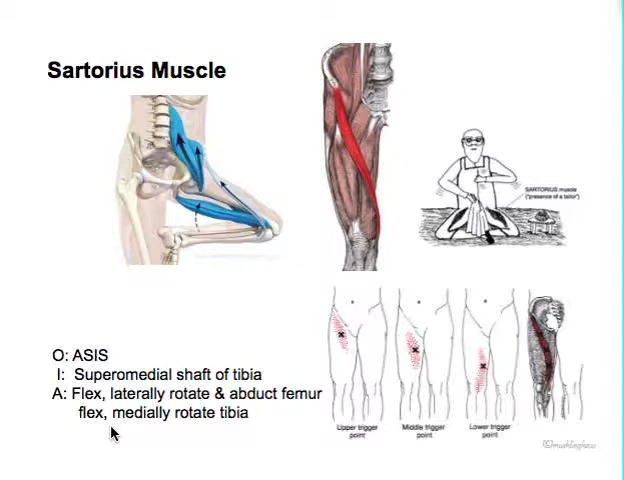 Sartorius Muscle
SARTORIUS muscle
("presence of a tailor")
O: ASIS
I: Superomedial shaft of tibia
A: Flex, laterally rotate & abduct femur
flex, medially rotate tibia
Upper trigger
point
Middle trigger
point
Lower trigger
point